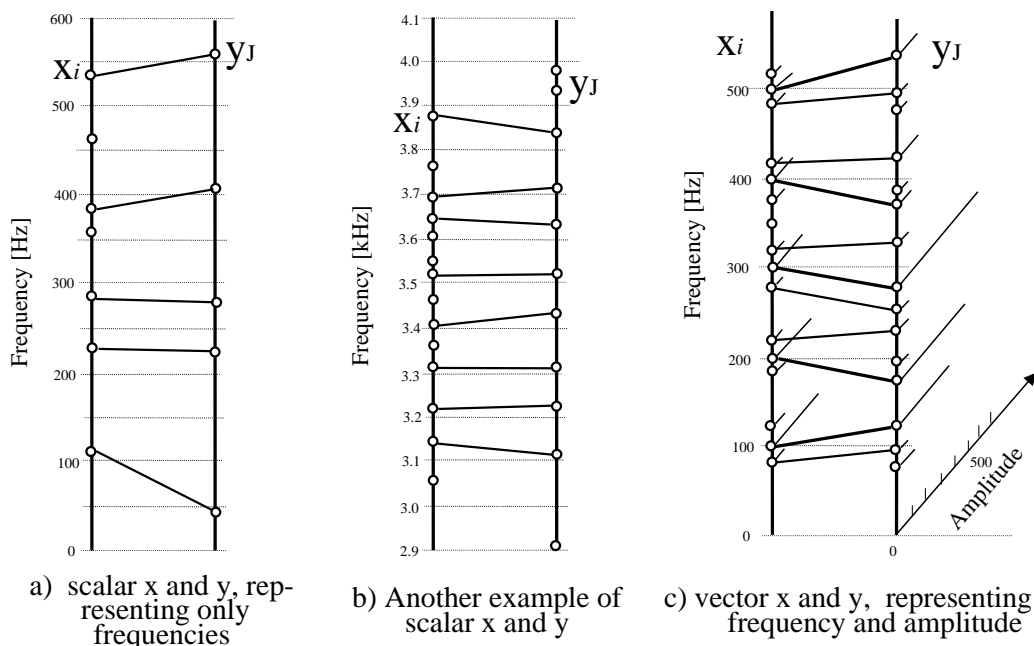 600
500
400
300
200
100
0
Frequency [Hz]
xi
yJ
a) scalar x and y, rep-
rresenting only
frequencies
4.1
4.0
3.9
3.8
3.7
3.6
3.5
3.4
3.3
3.2
3.1
3.0
2.9
Frequency [kHz]
xi
yJ
b) Another example of
scalar x and y
500
400
300
200
100
0
Frequency [Hz]
xi
yJ
0
500
Amplitude
c) vector x and y, representing
frequency and amplitude